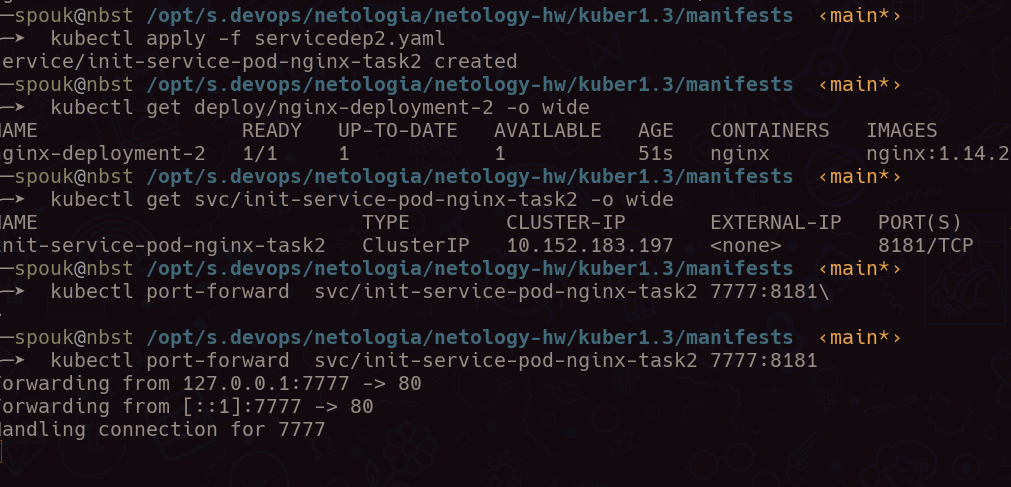 ─spouk@nbst /opt/s.devops/netologia/netology-hw/kuber1.3/manifests ‹main*›
─➤ kubectl apply -f servicedep2.yaml
ervice/init-service-pod-nginx-task2 created
─spouk@nbst /opt/s.devops/netologia/netology-hw/kuber1.3/manifests ‹main*›
─➤ kubectl get deploy/nginx-deployment-2 -o wide
NAME READY UP-TO-DATE AVAILABLE AGE CONTAINERS IMAGES
nginx-deployment-2 1/1 1 1 51s nginx nginx:1.14.2
─spouk@nbst /opt/s.devops/netologia/netology-hw/kuber1.3/manifests ‹main*›
─➤ kubectl get svc/init-service-pod-nginx-task2 -o wide
NAME TYPE CLUSTER-IP EXTERNAL-IP PORT(S)
init-service-pod-nginx-task2 ClusterIP 10.152.183.197 <none> 8181/TCP
─spouk@nbst /opt/s.devops/netologia/netology-hw/kuber1.3/manifests ‹main*›
─➤ kubectl port-forward svc/init-service-pod-nginx-task2 7777:8181\
─spouk@nbst /opt/s.devops/netologia/netology-hw/kuber1.3/manifests ‹main*›
─➤ kubectl port-forward svc/init-service-pod-nginx-task2 7777:8181
Forwarding from 127.0.0.1:7777 -> 80
Forwarding from [::1]:7777 -> 80
Handling connection for 7777